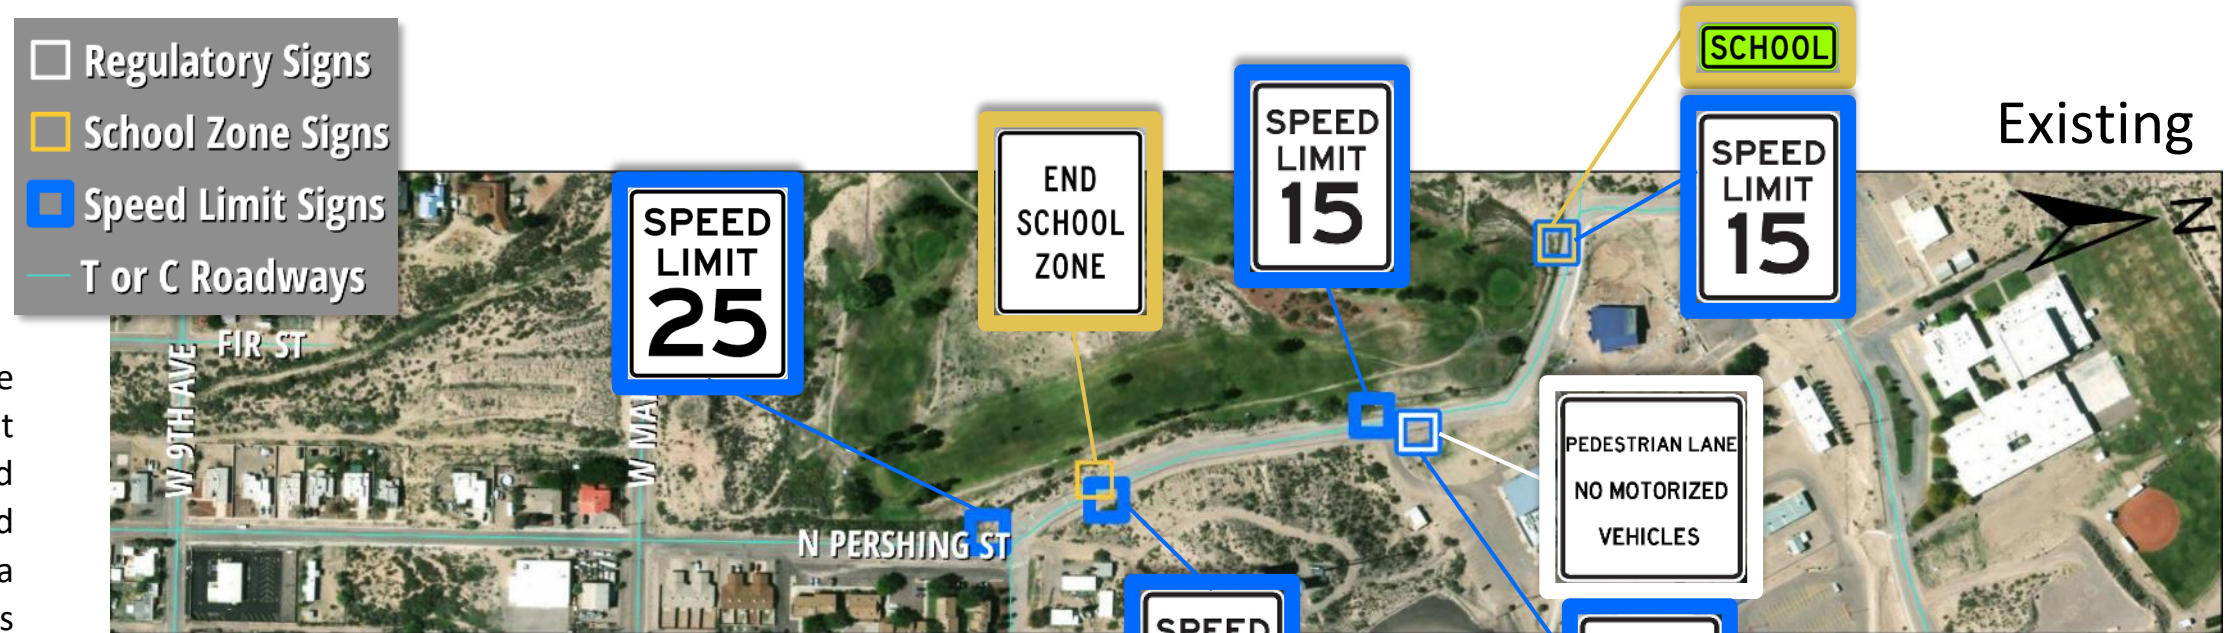 Regulatory Signs
School Zone Signs
Speed Limit Signs
T or C Roadways
SCHOOL
SPEED
LIMIT
15
Existing
SPEED
LIMIT
15
END
SCHOOL
ZONE
SPEED
LIMIT
25
N
FIR ST
W 9TH AVE
W MAI
N PERSHING ST
PEDESTRIAN LANE
NO MOTORIZED
VEHICLES
SPEED
e
t
d
d
a
s